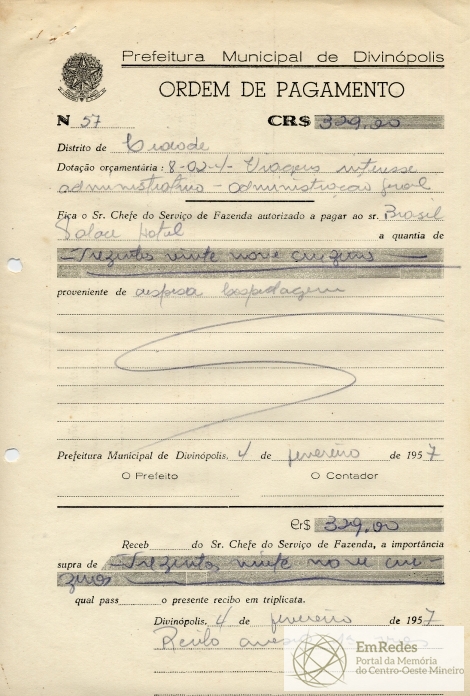 Prefeitura Municipal de Divinópolis
ORDEM DE PAGAMENTO
N 57 CR$ 329,00
Distrito de Cidade
Dotação orçamentária: 8-02-4- Viagens interesse
administrativo - administração geral
Fica o Sr. Chefe do Serviço de Fazenda autorizado a pagar ao sr. Brasil
Palace Hotel a quantia de
Trezentos vinte nove cruzeiros
proveniente de despesa hospedagem
Prefeitura Municipal de Divinópolis, 4 de fevereiro de 1957
O Prefeito O Contador
Cr$ 329,00
Receb do Sr. Chefe do Serviço de Fazenda, a importância
supra de Trezentos vinte nove cru-
zeiros
qual pass o presente recibo em triplicata.
Divinópolis, 4 de fevereiro de 1957
Recibo
EmRedes
Portal da Memória
do Centro-Oeste Mineiro